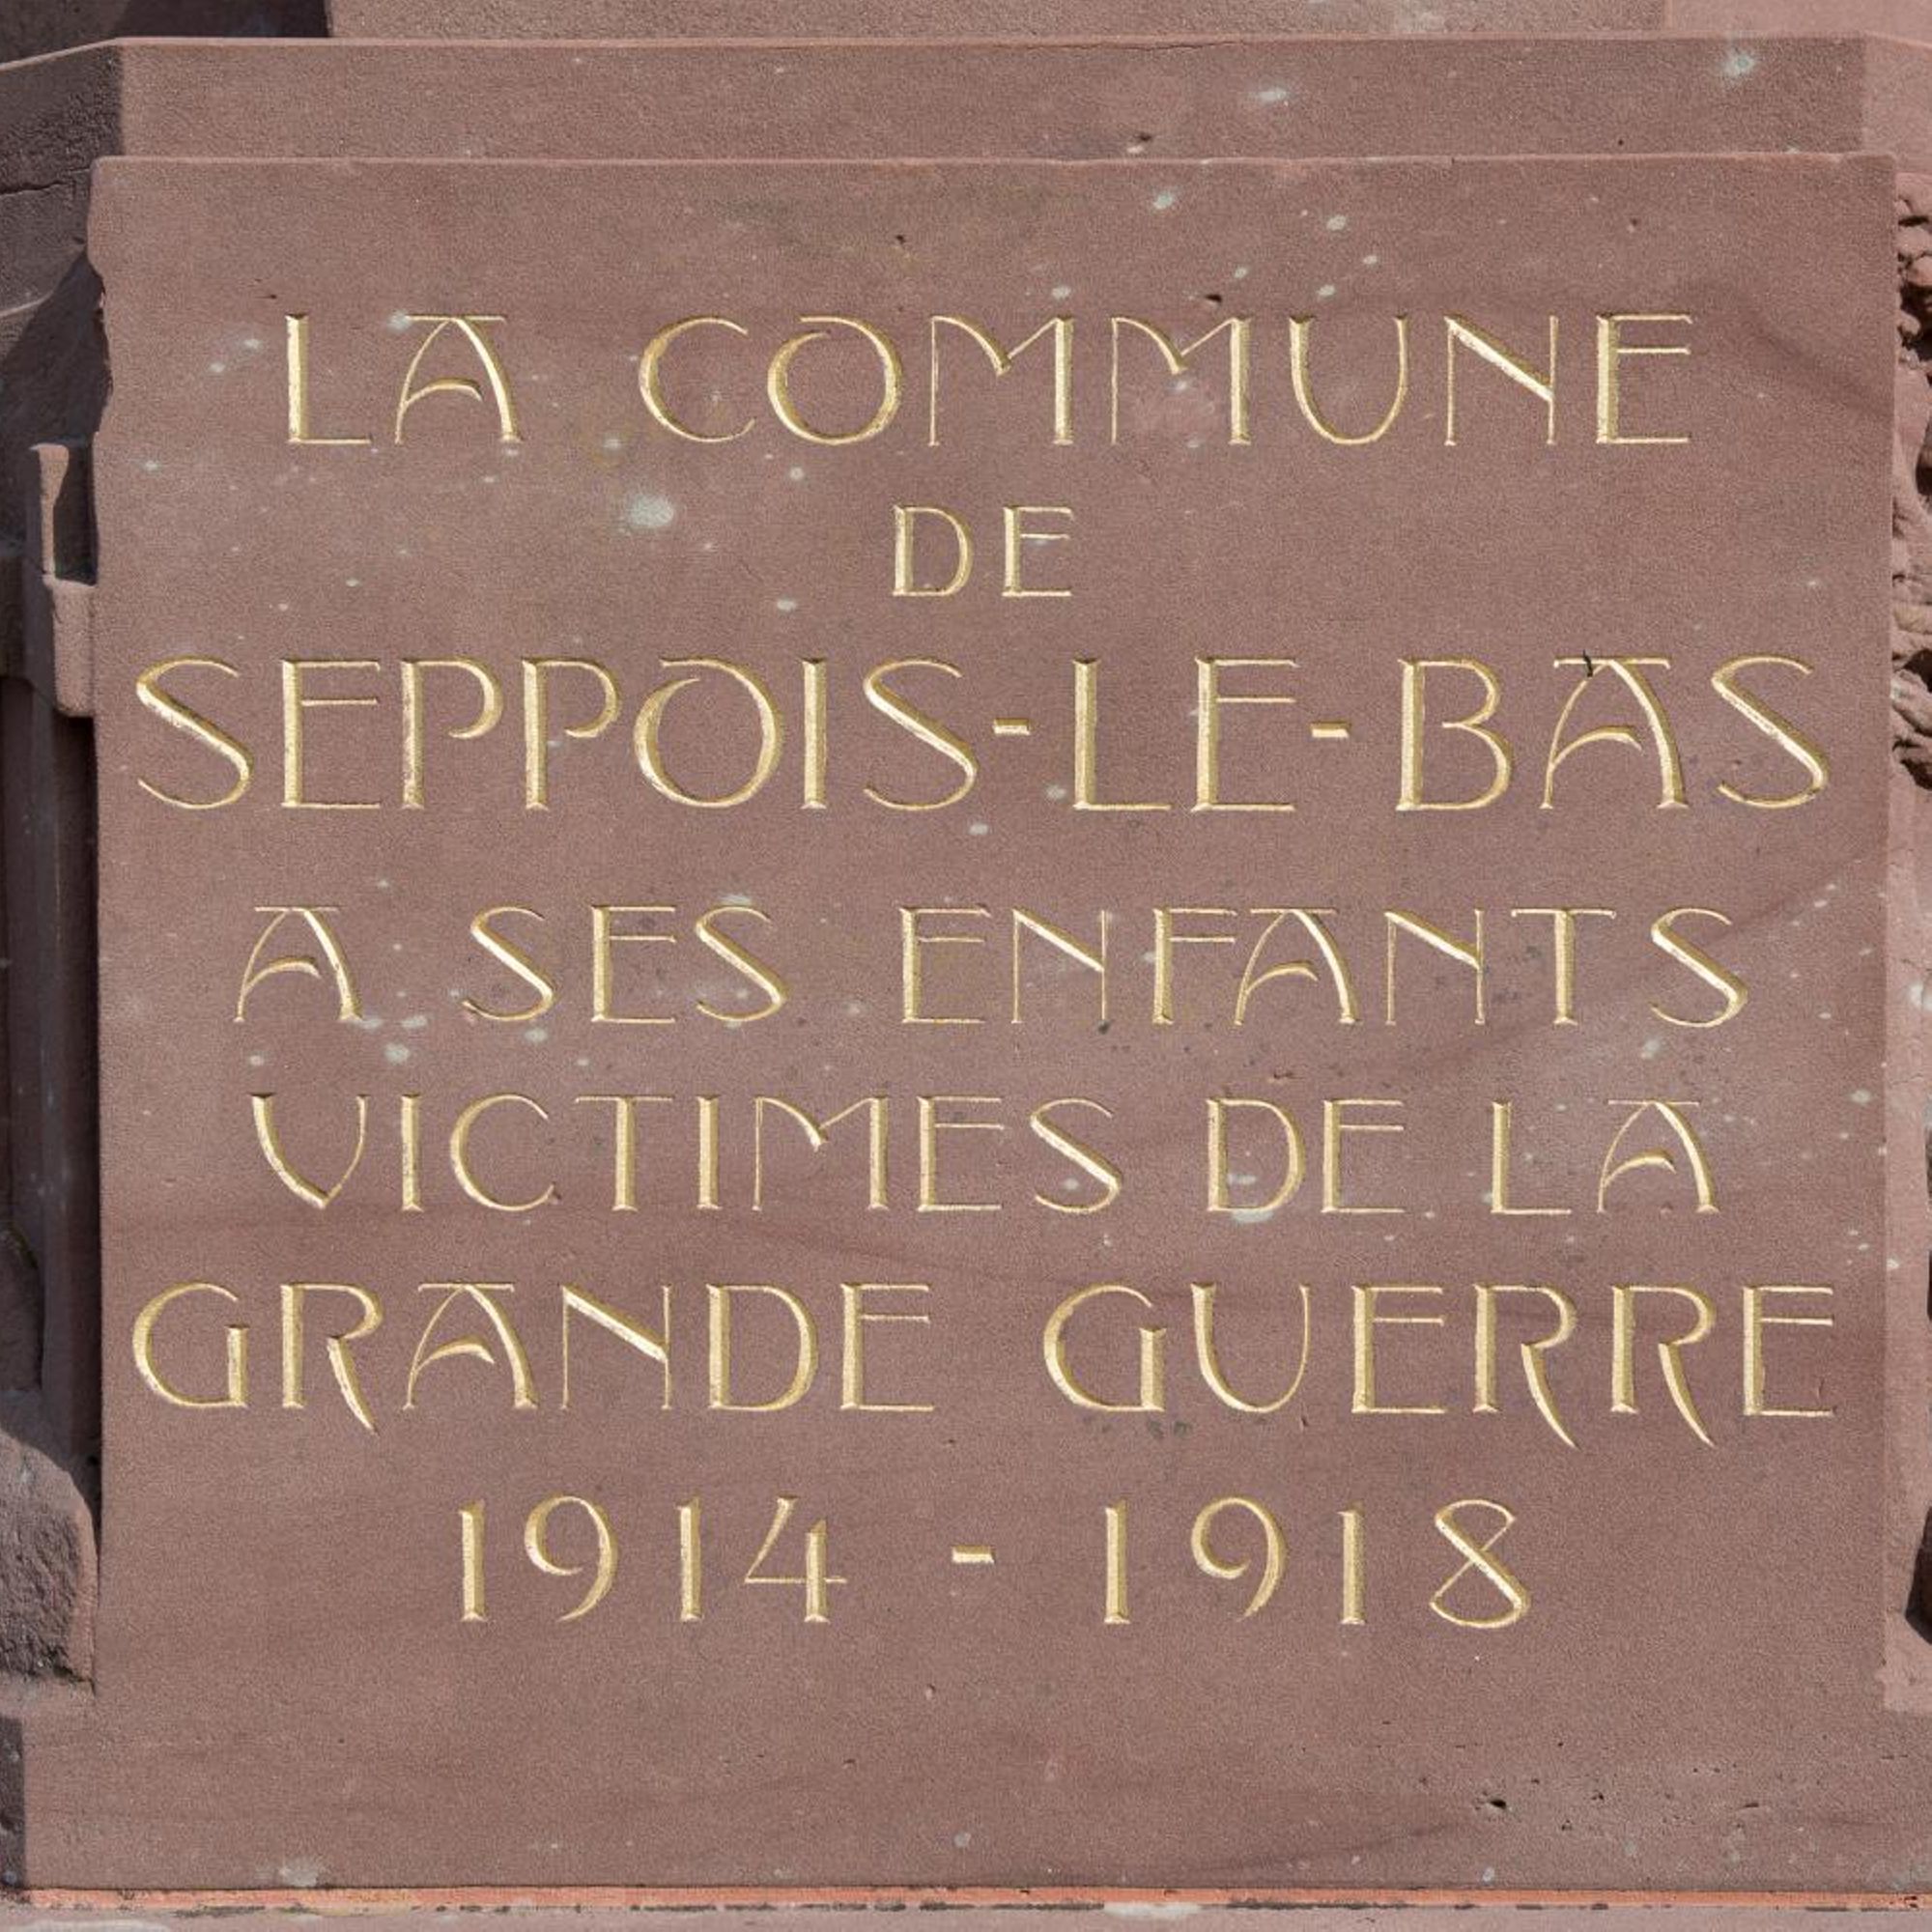 LA COMMUNE
DE
SEPPOIS-LE-BAS
A SES ENFANTS
VICTIMES DE LA
GRANDE GUERRE
1914 - 1918